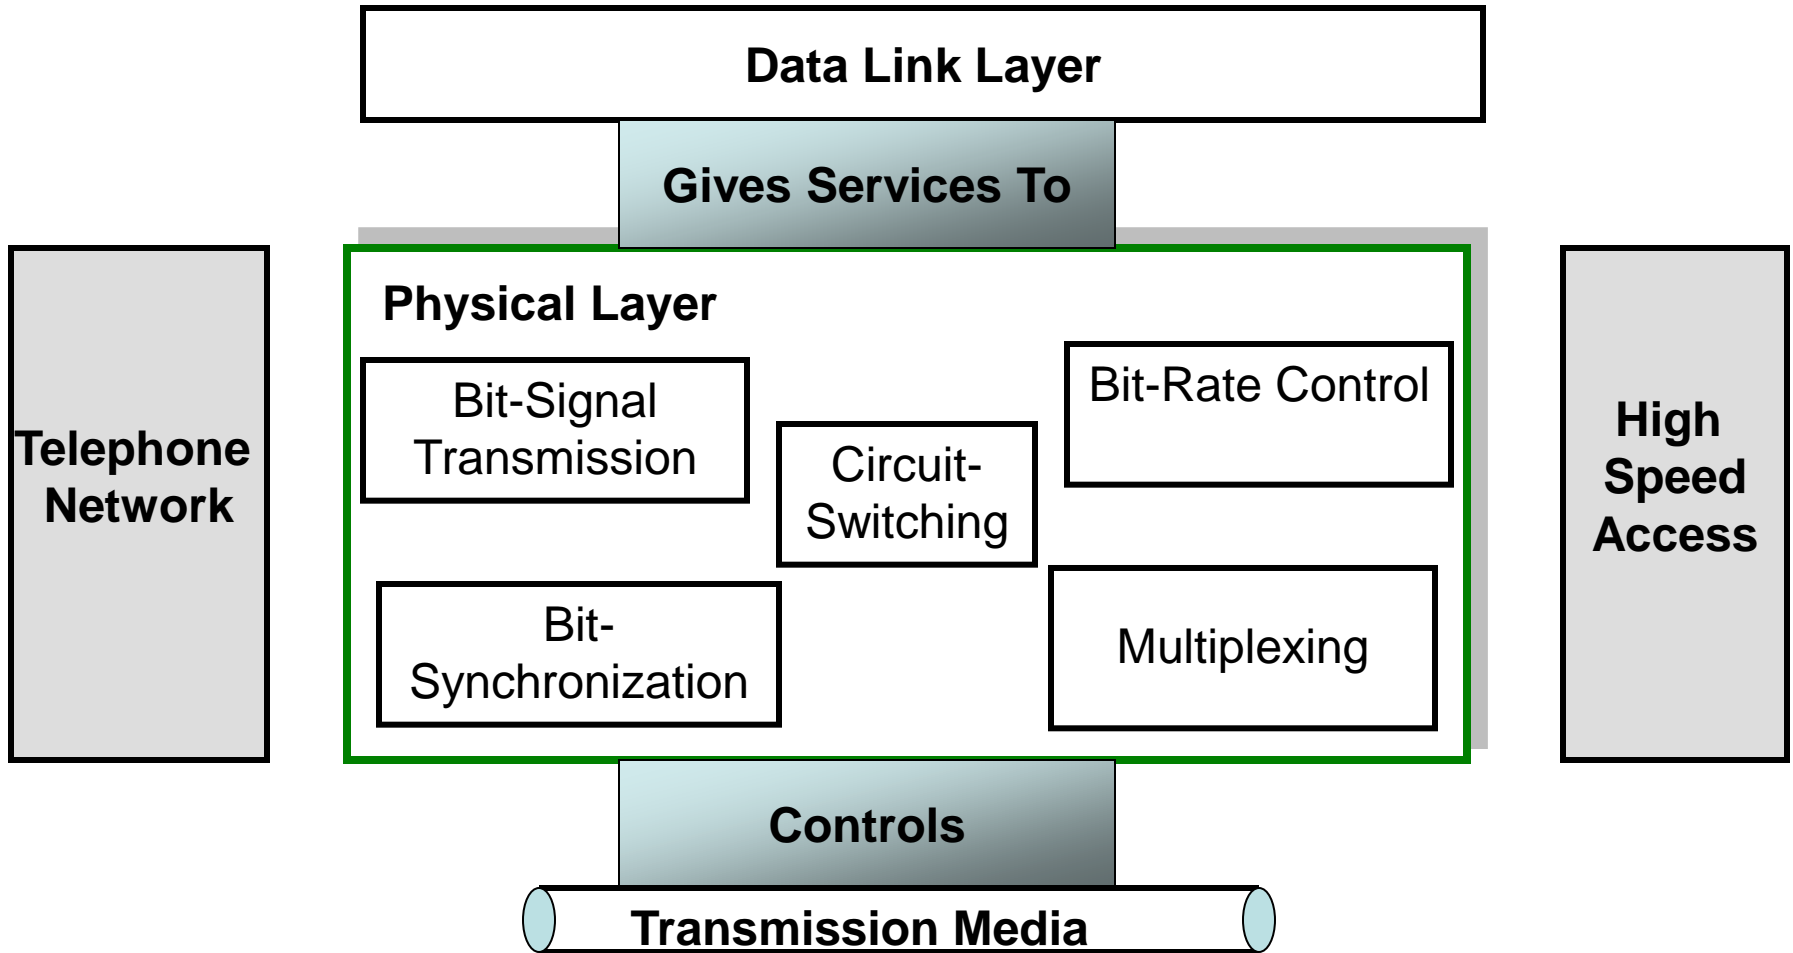 Data Link Layer
Gives Services To
Physical Layer
Bit-Signal
Transmission
Bit-Rate Control
Circuit-
Switching
Bit-
Synchronization
Multiplexing
Telephone
Network
High
Speed
Access
Controls
Transmission Media